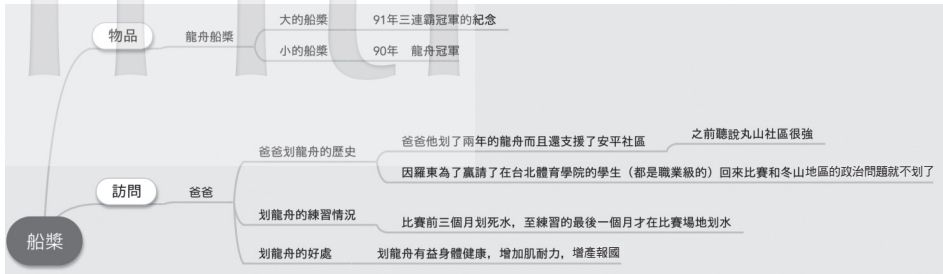 物品
龍舟船槳
大的船槳
91年三連霸冠軍的紀念
小的船槳
90年 龍舟冠軍
船槳
訪問
爸爸
爸爸划龍舟的歷史
爸爸他划了兩年的龍舟而且還支援了安平社區
之前聽說丸山社區很強
因羅東為了贏請了在台北體育學院的學生（都是職業級的）回來比賽和冬山地區的政治問題就不划了
划龍舟的練習情況
比賽前三個月划死水，至練習的最後一個月才在比賽場地划水
划龍舟的好處
划龍舟有益身體健康，增加肌耐力，增產報國